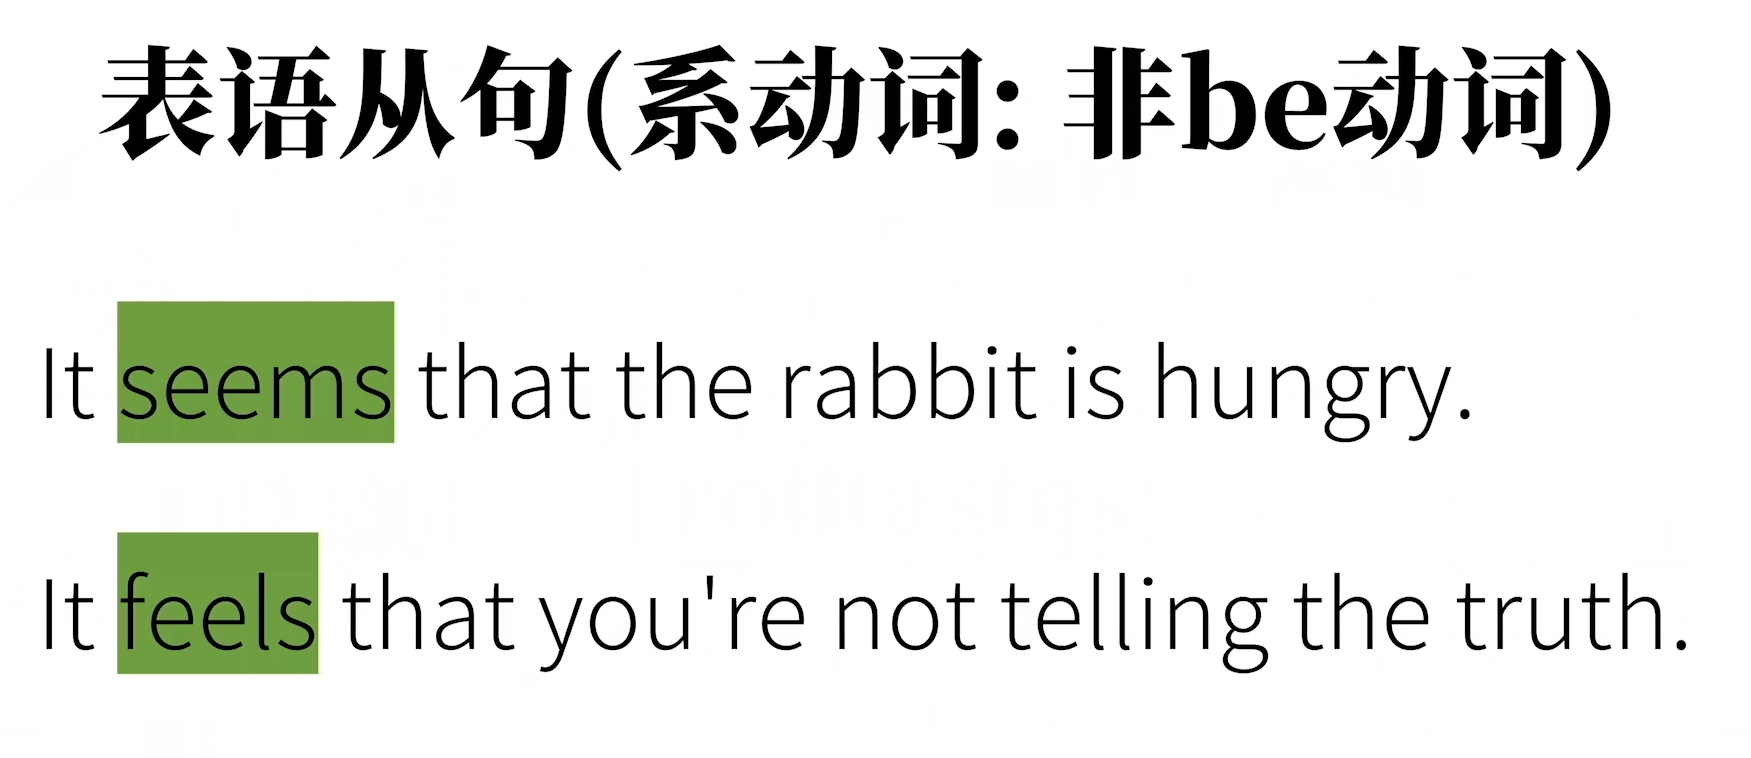 表语从句(系动词: 非be动词)
It seems that the rabbit is hungry.
It feels that you're not telling the truth.